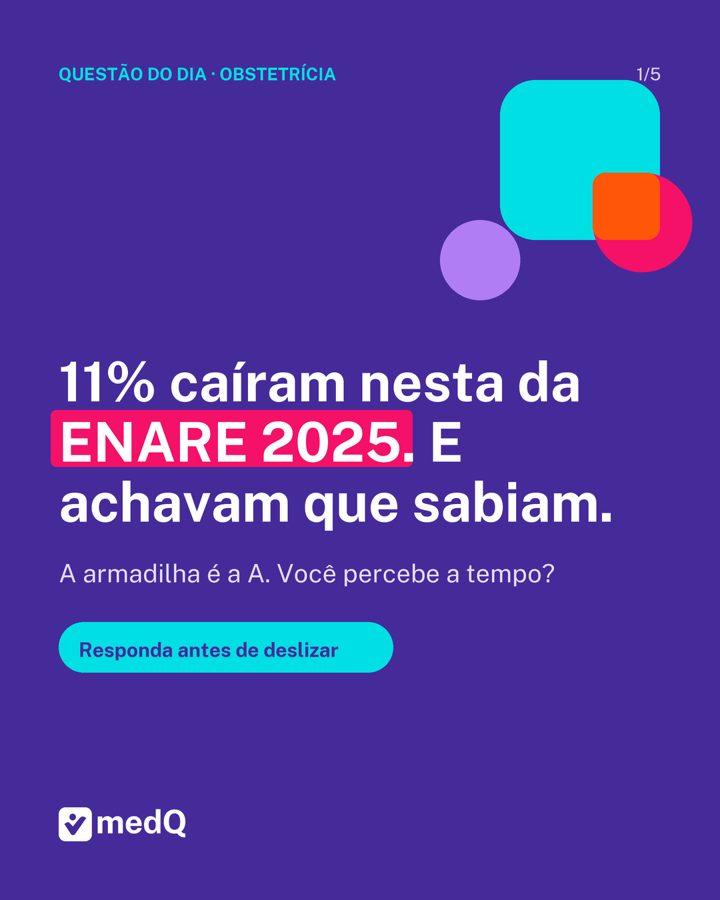 QUESTÃO DO DIA · OBSTETRÍCIA
1/5
11% caíram nesta da
ENARE 2025. E
achavam que sabiam.
A armadilha é a A. Você percebe a tempo?
Responda antes de deslizar
medQ